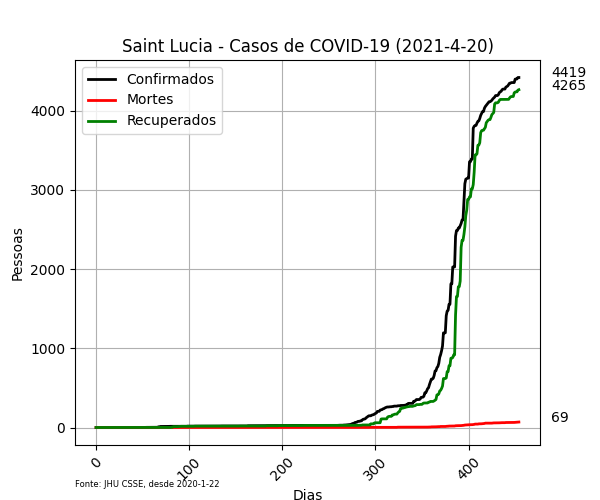 Saint Lucia - Casos de COVID-19 (2021-4-20)
Confirmados
Mortes
Recuperados
4419
4265
69
Pessoas
4000
3000
2000
1000
0
0
100
200
300
400
Dias
Fonte: JHU CSSE, desde 2020-1-22